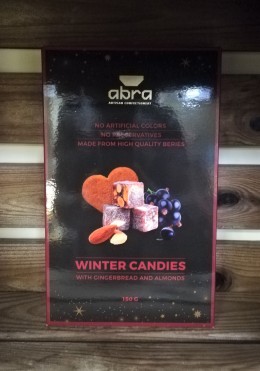 abra
ARTISAN CONFECTIONERY
NO ARTIFICIAL COLORS
NO PRESERVATIVES
MADE FROM HIGH QUALITY BERIES
WINTER CANDIES
WITH GINGERBREAD AND ALMONDS
150 G